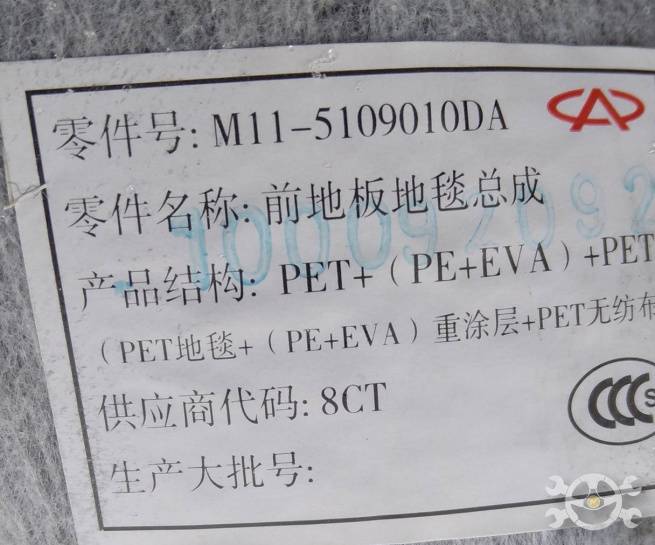 零件号: M11-5109010DA
零件名称: 前地板地毯总成
100092092
产品结构: PET+(PE+EVA)+PET
(PET地毯+(PE+EVA)重涂层+PET无纺布
供应商代码: 8CT
CCC S
生产大批号: